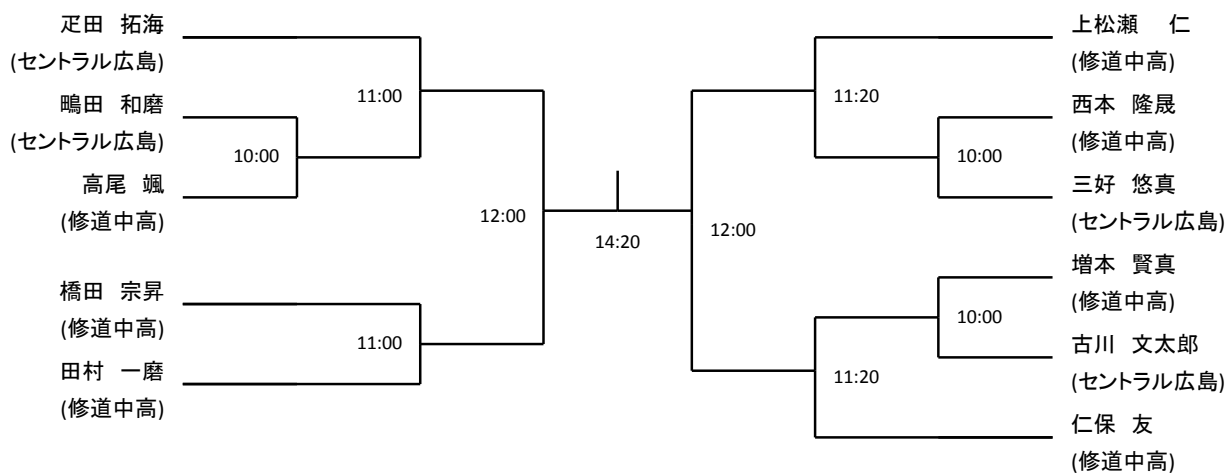 疋田　拓海
(セントラル広島)
鴫田　和磨
(セントラル広島)
高尾　颯
(修道中高)
橋田　宗昇
(修道中高)
田村　一磨
(修道中高)
10:00
11:00
11:00
12:00
14:20
12:00
11:20
10:00
10:00
11:20
上松瀬　仁
(修道中高)
西本　隆晟
(修道中高)
三好　悠真
(セントラル広島)
増本　賢真
(修道中高)
古川　文太郎
(セントラル広島)
仁保　友
(修道中高)